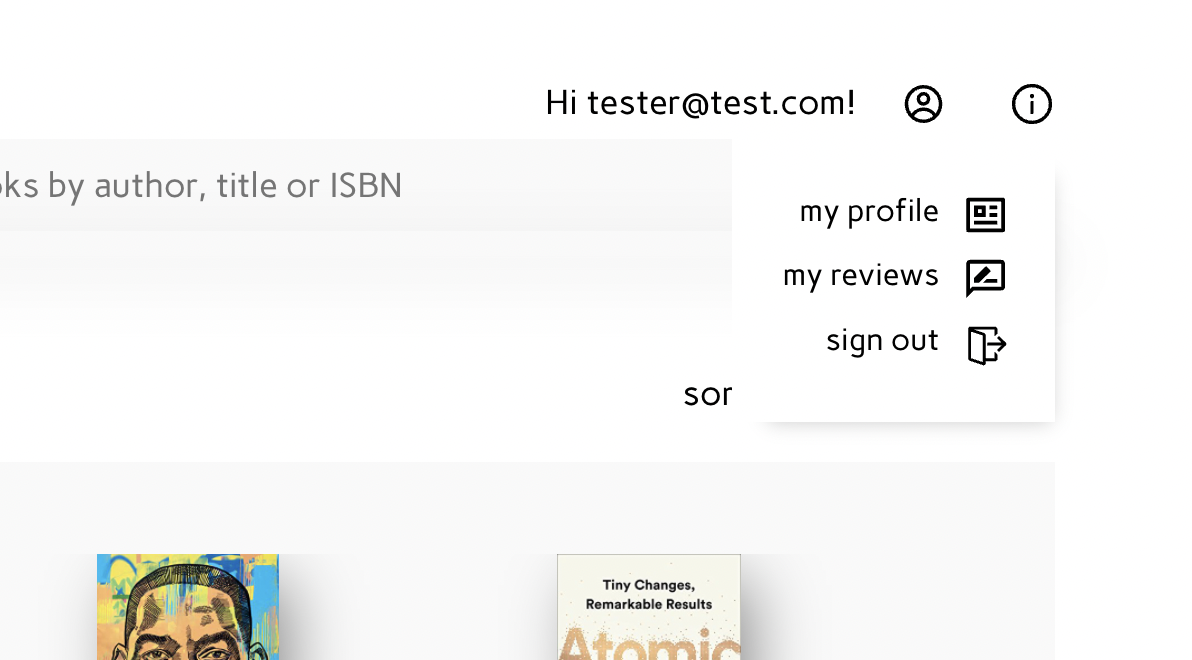 Hi tester@test.com!
ks by author, title or ISBN
my profile
my reviews
sign out
sor
Tiny Changes,
Remarkable Results
Atomic